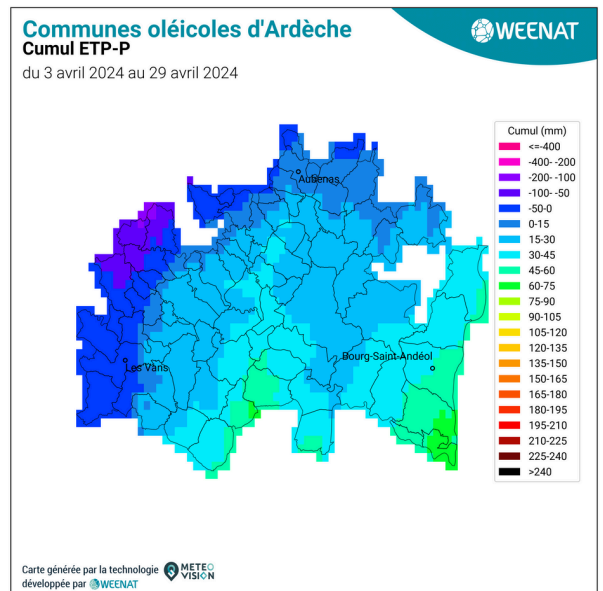 Communes oléicoles d'Ardèche
WEENAT
Cumul ETP-P
du 3 avril 2024 au 29 avril 2024
Aubenas
Bourg-Saint-Andéol
Les Vans
Cumul (mm)
<=-400
-400- -200
-200- -100
-100- -50
-50-0
0-15
15-30
30-45
45-60
60-75
75-90
90-105
105-120
120-135
135-150
150-165
165-180
180-195
195-210
210-225
225-240
>240
Carte générée par la technologie METEO VISION
développée par WEENAT